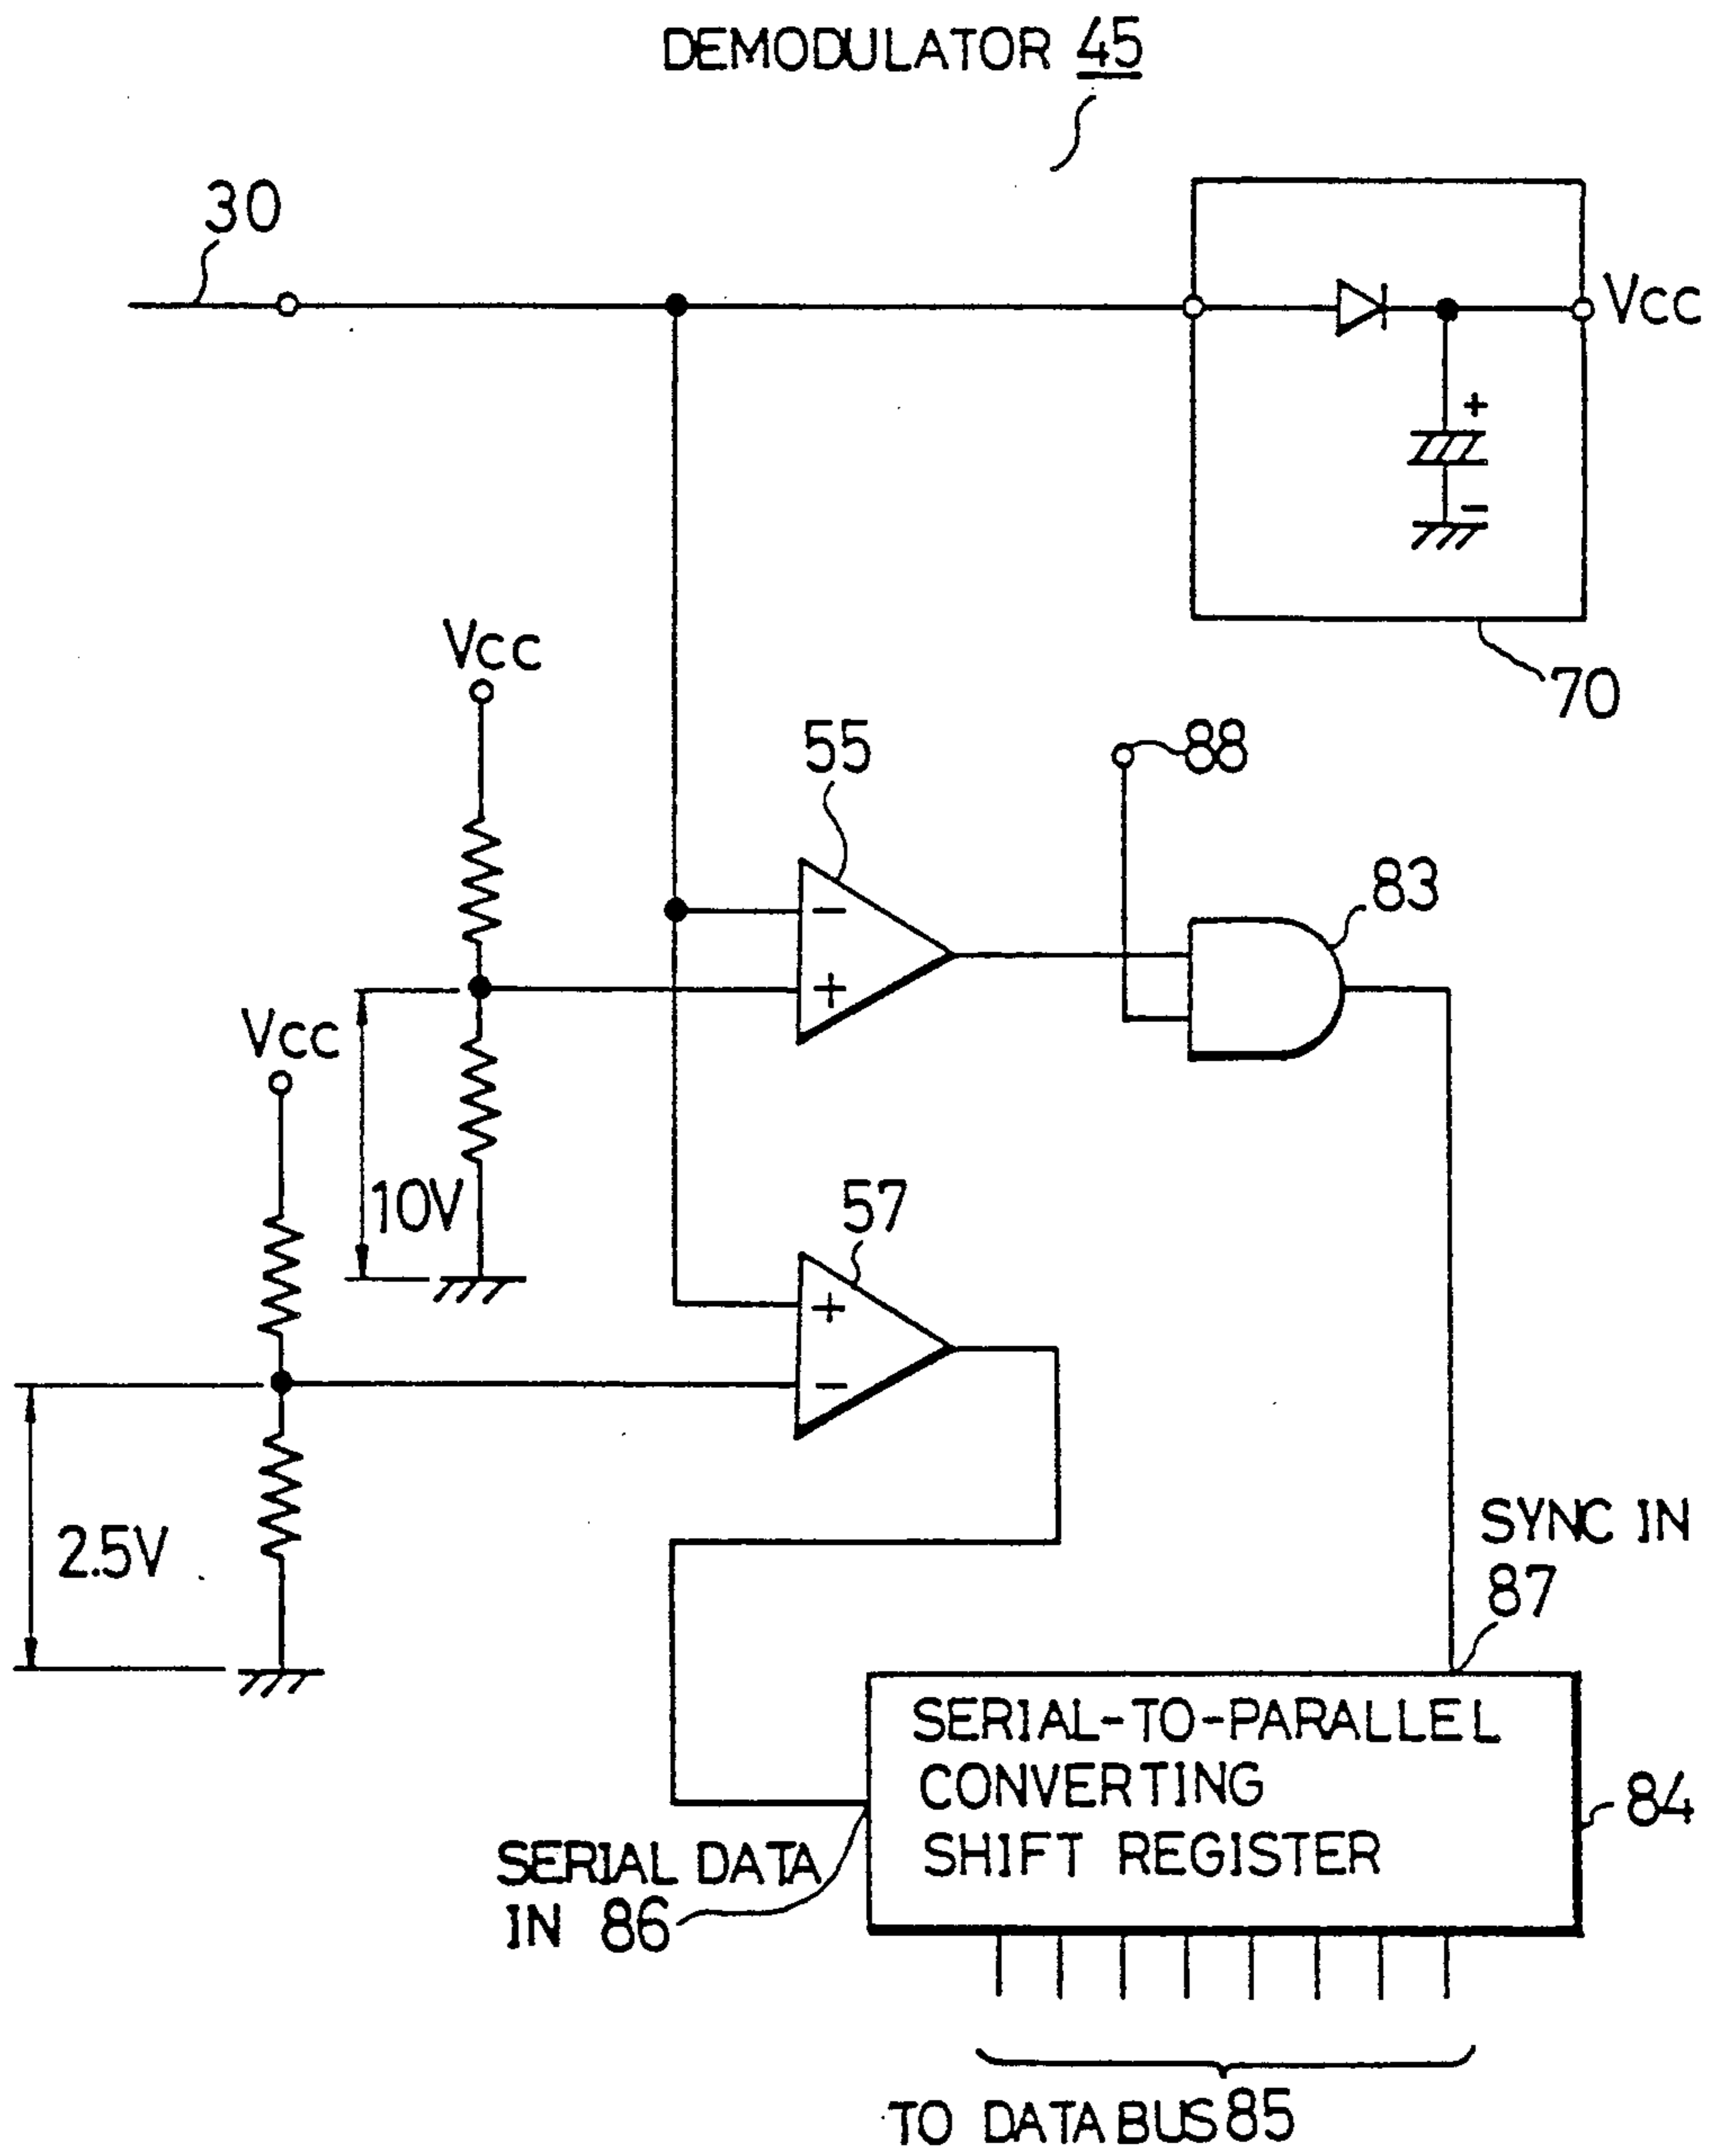 DEMODULATOR 45
30
Vcc
+
-
70
Vcc
55
88
83
-
+
Vcc
10V
57
+
-
2.5V
SYNC IN
87
SERIAL-TO-PARALLEL
CONVERTING
SHIFT REGISTER
84
SERIAL DATA
IN 86
TO DATA BUS 85